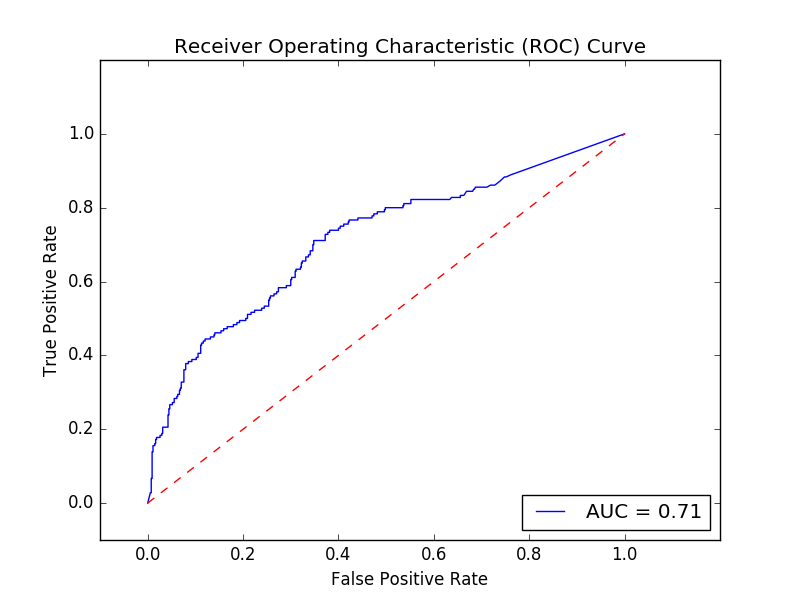 Receiver Operating Characteristic (ROC) Curve
True Positive Rate
1.0
0.8
0.6
0.4
0.2
0.0
0.0 0.2 0.4 0.6 0.8 1.0
False Positive Rate
AUC = 0.71